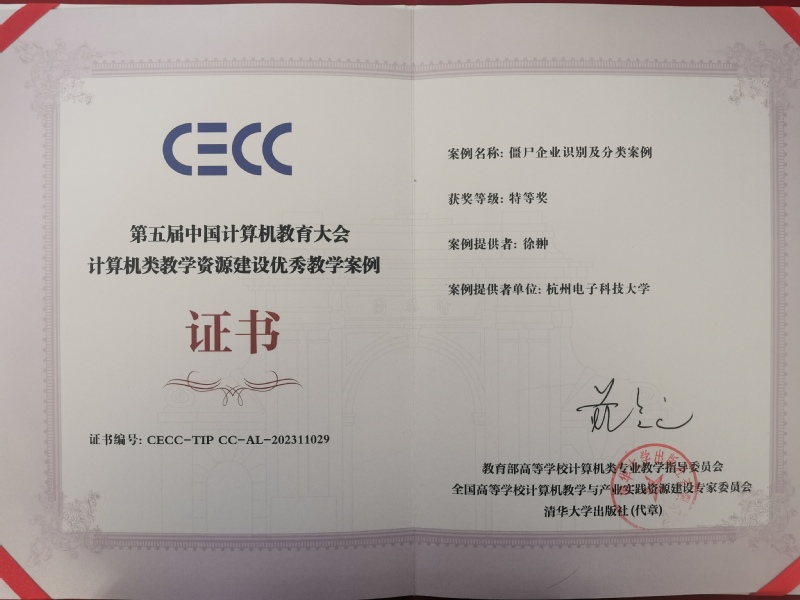 CECC
第五届中国计算机教育大会
计算机类教学资源建设优秀教学案例
证书
证书编号: CECC-TIP CC-AL-202311029
案例名称: 僵尸企业识别及分类案例
获奖等级: 特等奖
案例提供者: 徐翀
案例提供者单位: 杭州电子科技大学
教育部高等学校计算机类专业教学指导委员会
全国高等学校计算机教学与产业实践资源建设专家委员会
清华大学出版社(代章)